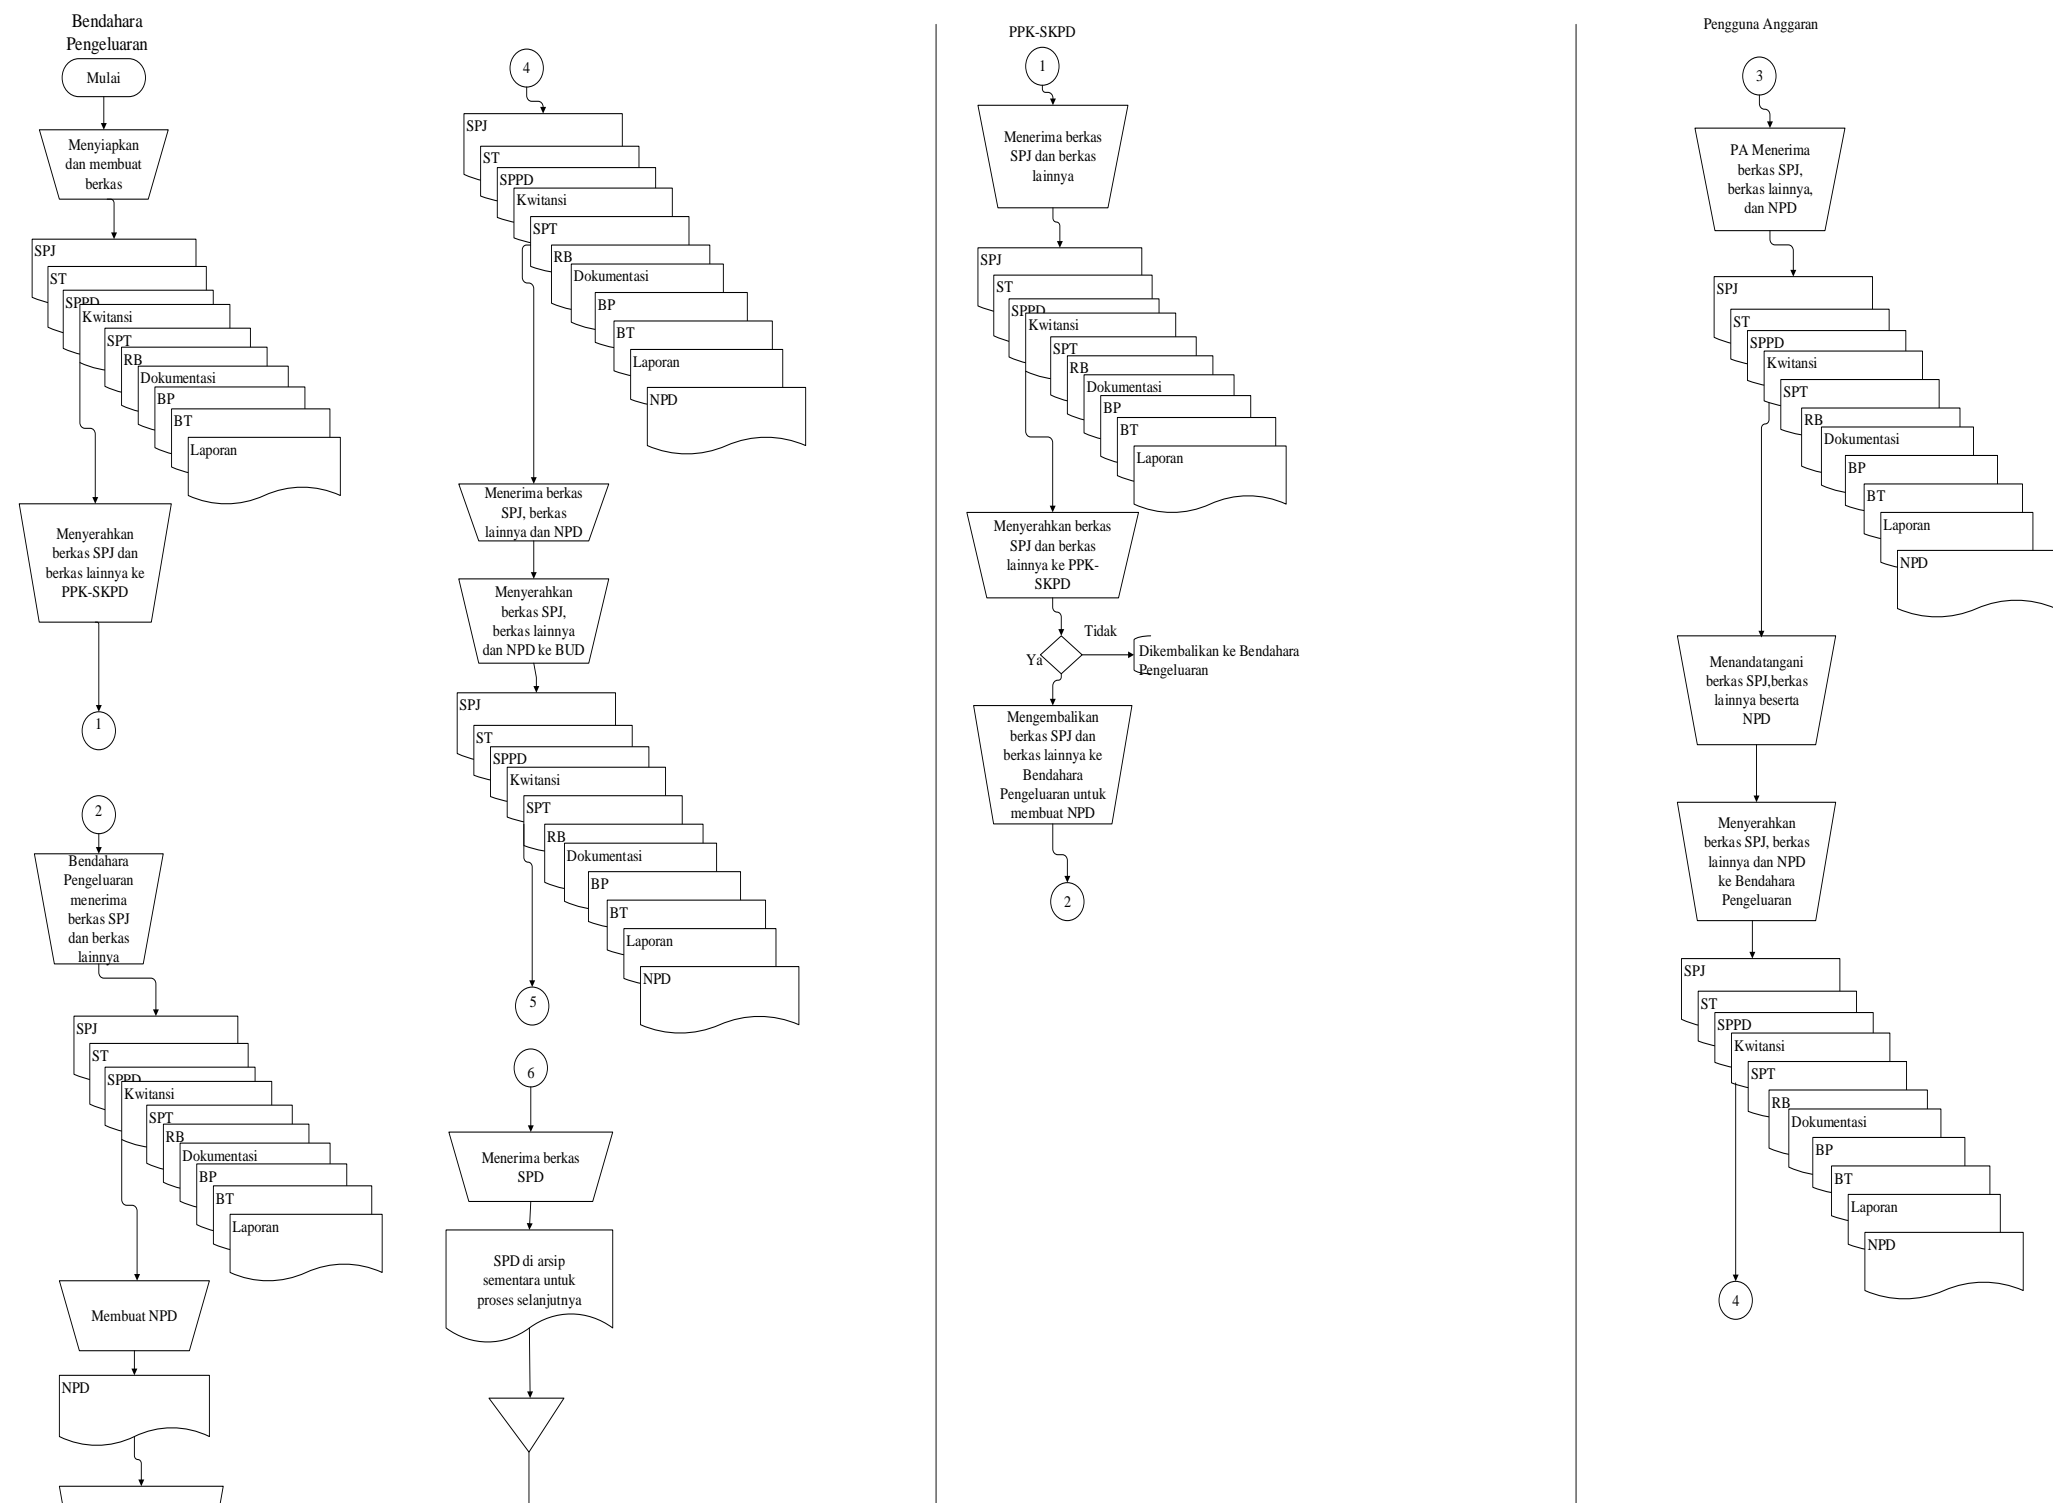 Bendahara
Pengeluaran
Mulai
Menyiapkan
dan membuat
berkas
SPJ
ST
SPPD
Kwitansi
SPT
RB
Dokumentasi
BP
BT
Laporan
Menyerahkan
berkas SPJ dan
berkas lainnya ke
PPK-SKPD
1
2
Bendahara
Pengeluaran
menerima
berkas SPJ
dan berkas
lainnya
SPJ
ST
SPPD
Kwitansi
SPT
RB
Dokumentasi
BP
BT
Laporan
Membuat NPD
NPD
4
SPJ
ST
SPPD
Kwitansi
SPT
RB
Dokumentasi
BP
BT
Laporan
NPD
Menerima berkas
SPJ, berkas
lainnya dan NPD
Menyerahkan
berkas SPJ,
berkas lainnya
dan NPD ke BUD
SPJ
ST
SPPD
Kwitansi
SPT
RB
Dokumentasi
BP
BT
Laporan
NPD
5
6
Menerima berkas
SPD
SPD di arsip
sementara untuk
proses selanjutnya
PPK-SKPD
1
Menerima berkas
SPJ dan berkas
lainnya
SPJ
ST
SPPD
Kwitansi
SPT
RB
Dokumentasi
BP
BT
Laporan
Menyerahkan berkas
SPJ dan berkas
lainnya ke PPK-
SKPD
Tidak
Ya
Dikembalikan ke Bendahara
Pengeluaran
Mengembalikan
berkas SPJ dan
berkas lainnya ke
Bendahara
Pengeluaran untuk
membuat NPD
2
Pengguna Anggaran
3
PA Menerima
berkas SPJ,
berkas lainnya,
dan NPD
SPJ
ST
SPPD
Kwitansi
SPT
RB
Dokumentasi
BP
BT
Laporan
NPD
Menandatangani
berkas SPJ,berkas
lainnya beserta
NPD
Menyerahkan
berkas SPJ, berkas
lainnya dan NPD
ke Bendahara
Pengeluaran
SPJ
ST
SPPD
Kwitansi
SPT
RB
Dokumentasi
BP
BT
Laporan
NPD
4